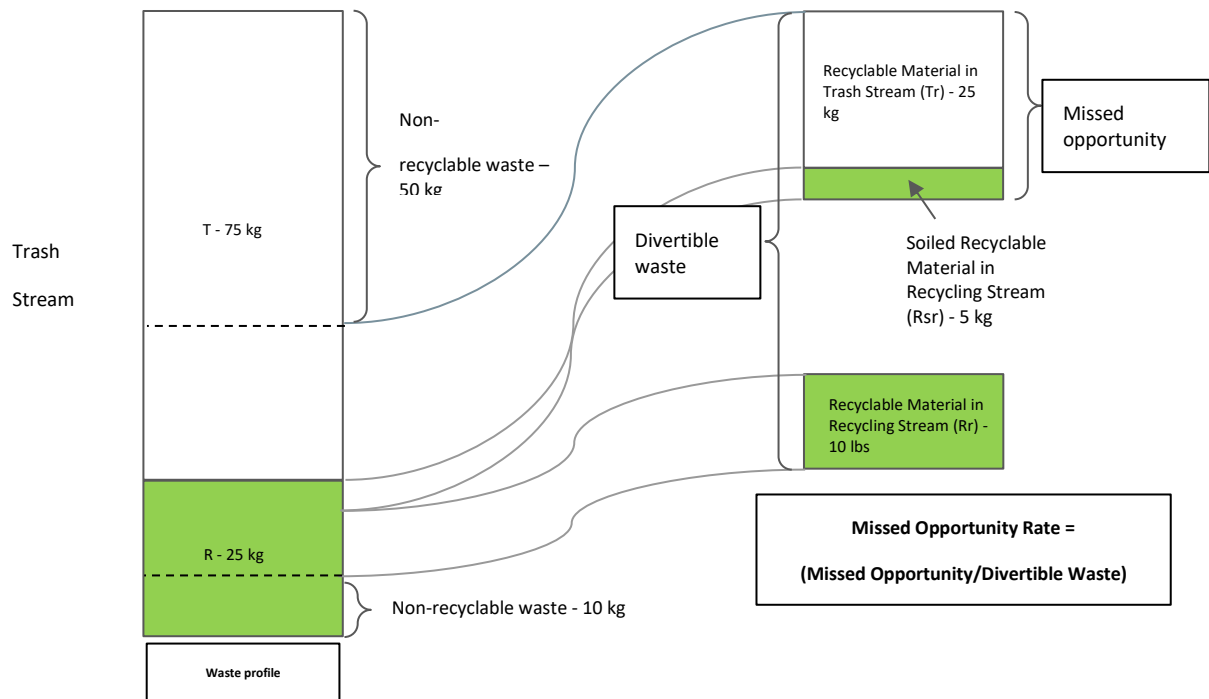 Trash
Stream
T - 75 kg
R - 25 kg
Waste profile
Non-
recyclable waste –
50 kg
Non-recyclable waste - 10 kg
Divertible
waste
Recyclable Material in
Trash Stream (Tr) - 25
kg
Missed
opportunity
Soiled Recyclable
Material in
Recycling Stream
(Rsr) - 5 kg
Recyclable Material in
Recycling Stream (Rr) -
10 lbs
Missed Opportunity Rate =
(Missed Opportunity/Divertible Waste)